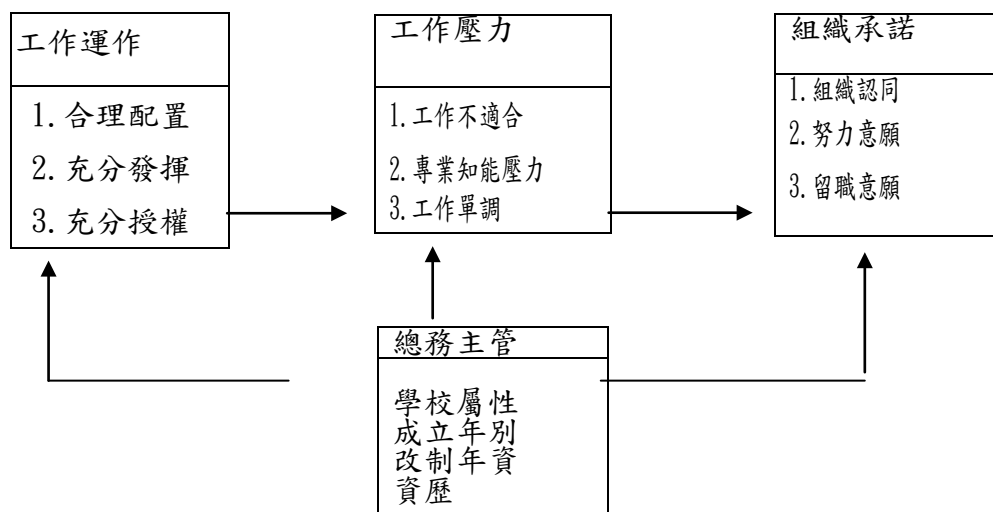 工作運作
1.合理配置
2.充分發揮
3.充分授權
工作壓力
1.工作不適合
2.專業知能壓力
3.工作單調
組織承諾
1.組織認同
2.努力意願
3.留職意願
總務主管
學校屬性
成立年別
改制年資
資歷